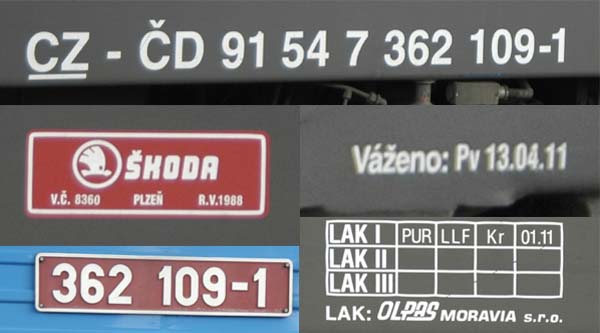 CZ - ČD 91 54 7 362 109-1
ŠKODA
V.Č. 8360 PLZEŇ R.V.1988
Váženo: Pv 13.04.11
362 109-1
LAK I PUR LLF Kr 01.11
LAK II
LAK III
LAK: OLPAS MORAVIA s.r.o.